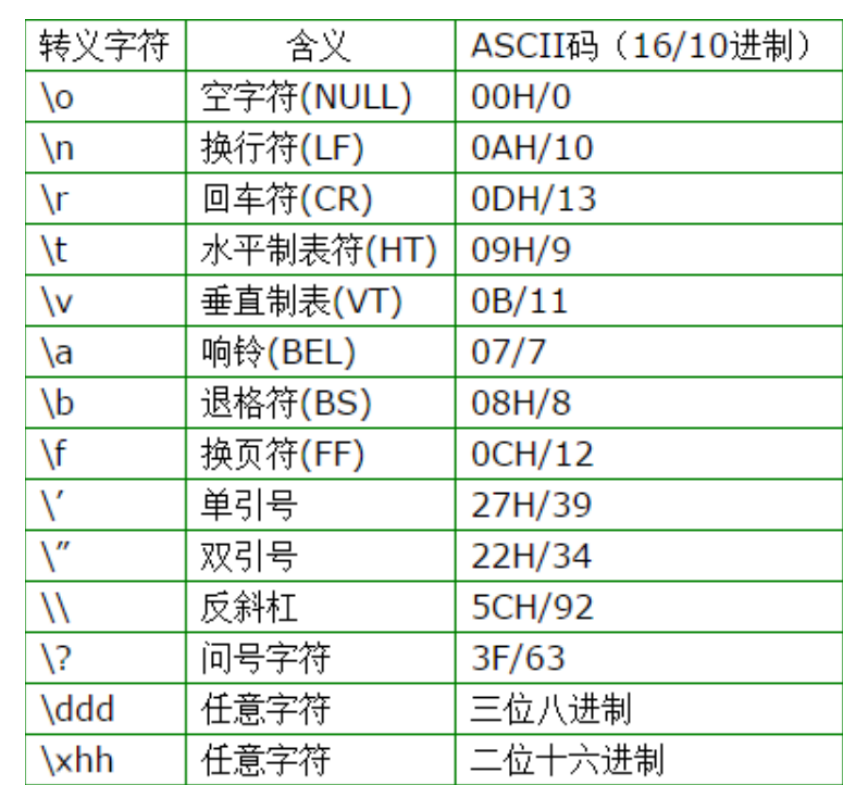 转义字符 含义 ASCII码（16/10进制）
\o 空字符(NULL) 00H/0
\n 换行符(LF) 0AH/10
\r 回车符(CR) 0DH/13
\t 水平制表符(HT) 09H/9
\v 垂直制表(VT) 0B/11
\a 响铃(BEL) 07/7
\b 退格符(BS) 08H/8
\f 换页符(FF) 0CH/12
\′ 单引号 27H/39
\″ 双引号 22H/34
\\ 反斜杠 5CH/92
\? 问号字符 3F/63
\ddd 任意字符 三位八进制
\xhh 任意字符 二位十六进制